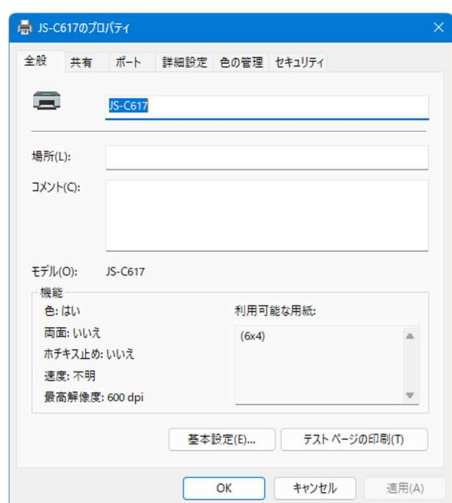 JS-C617のプロパティ
全般 共有 ポート 詳細設定 色の管理 セキュリティ
JS-C617
場所(L):
コメント(C):
モデル(O): JS-C617
機能
色: はい
両面: いいえ
ホチキス止め: いいえ
速度: 不明
最高解像度: 600 dpi
利用可能な用紙:
(6x4)
基本設定(E)... テスト ページの印刷(T)
OK キャンセル 適用(A)